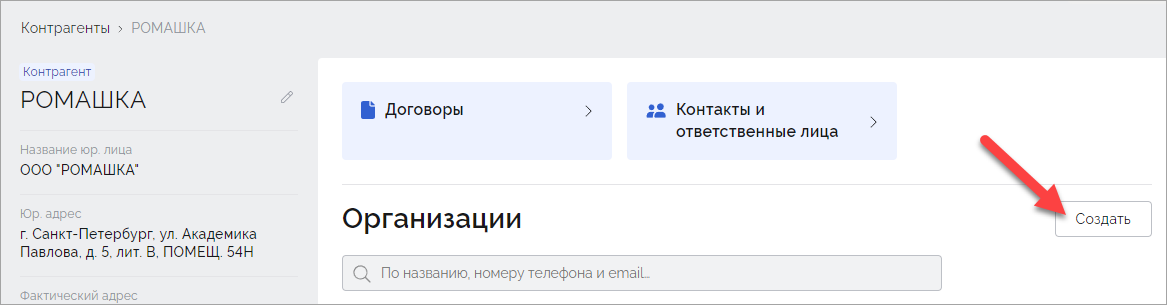 Контрагенты › РОМАШКА
Контрагент
РОМАШКА
Название юр. лица
ООО "РОМАШКА"
Юр. адрес
г. Санкт-Петербург, ул. Академика
Павлова, д. 5, лит. В, ПОМЕЩ. 54Н
Фактический адрес
Договоры
Контакты и
ответственные лица
Организации
Создать
По названию, номеру телефона и email...